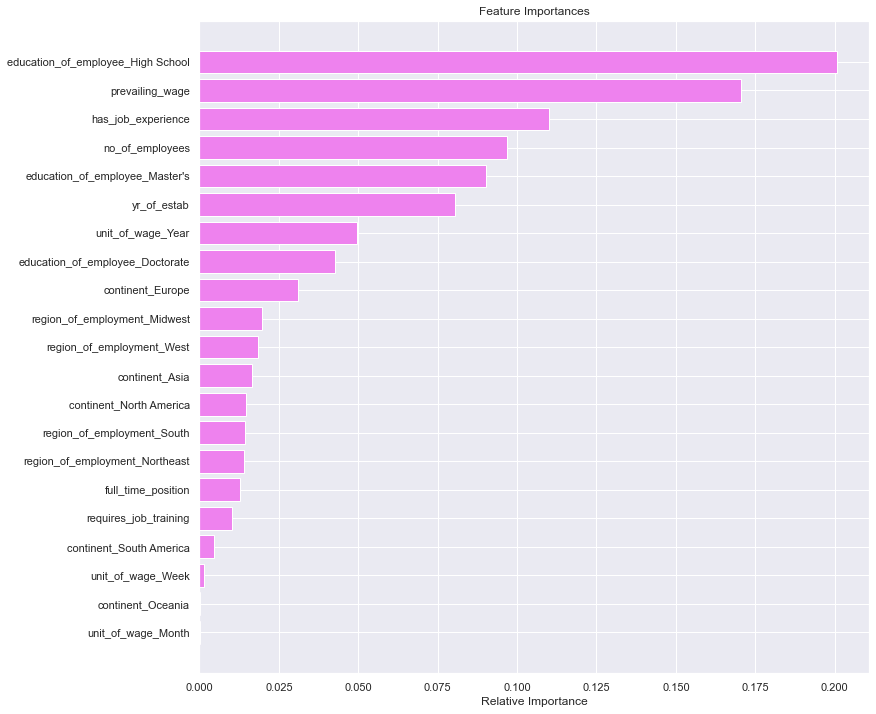 Feature Importances
education_of_employee_High School
prevailing_wage
has_job_experience
no_of_employees
education_of_employee_Master's
yr_of_estab
unit_of_wage_Year
education_of_employee_Doctorate
continent_Europe
region_of_employment_Midwest
region_of_employment_West
continent_Asia
continent_North America
region_of_employment_South
region_of_employment_Northeast
full_time_position
requires_job_training
continent_South America
unit_of_wage_Week
continent_Oceania
unit_of_wage_Month
0.000 0.025 0.050 0.075 0.100 0.125 0.150 0.175 0.200
Relative Importance